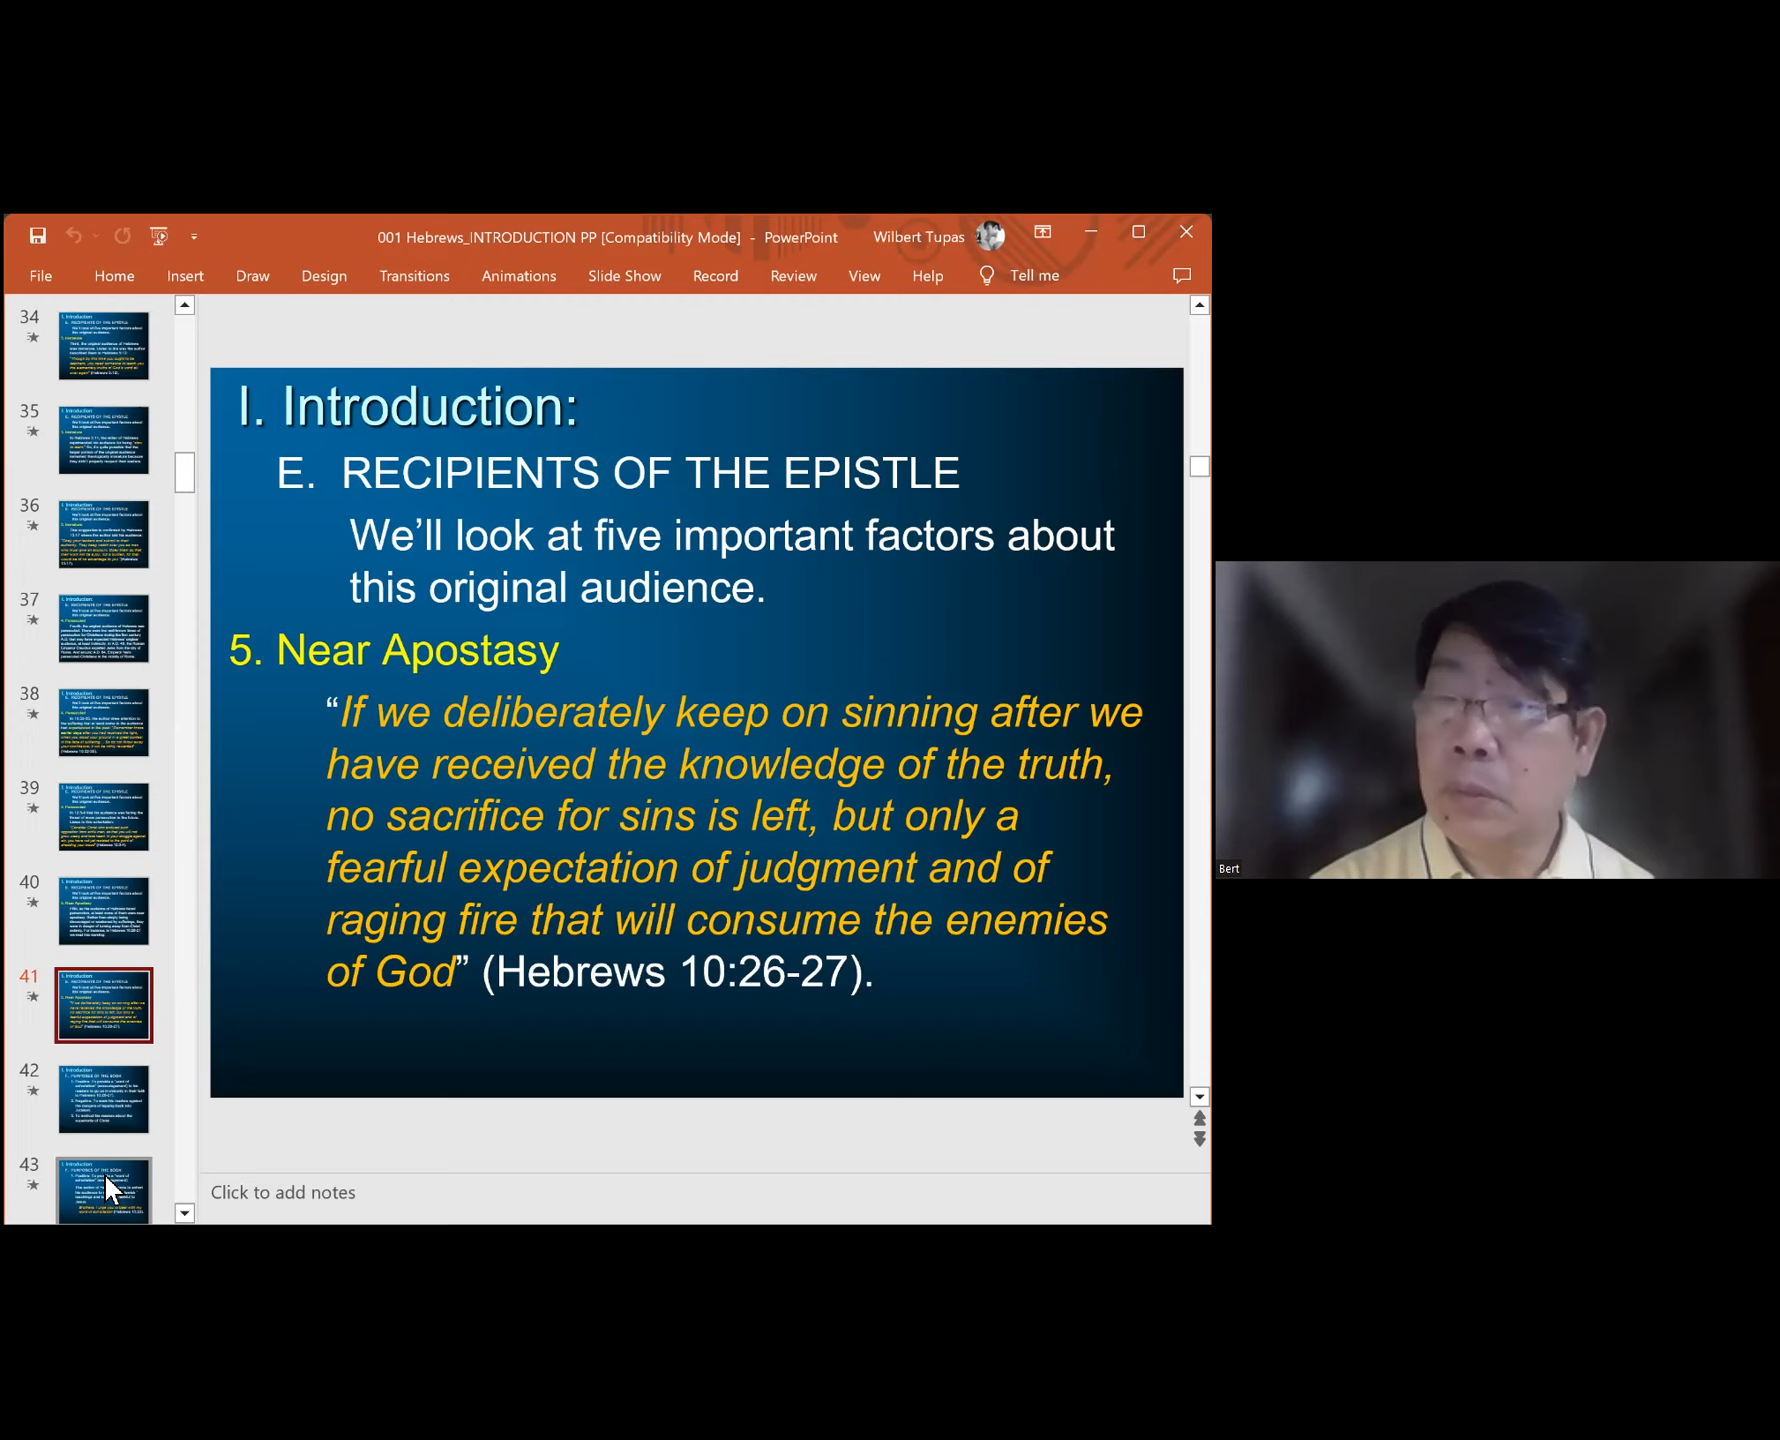 001 Hebrews_INTRODUCTION PP [Compatibility Mode] - PowerPoint
Wilbert Tupas
File Home Insert Draw Design Transitions Animations Slide Show Record Review View Help Tell me
34
35
36
37
38
39
40
41
42
43
I. Introduction:
E. RECIPIENTS OF THE EPISTLE
We’ll look at five important factors about
this original audience.
5. Near Apostasy
“If we deliberately keep on sinning after we
have received the knowledge of the truth,
no sacrifice for sins is left, but only a
fearful expectation of judgment and of
raging fire that will consume the enemies
of God” (Hebrews 10:26-27).
Click to add notes
Bert